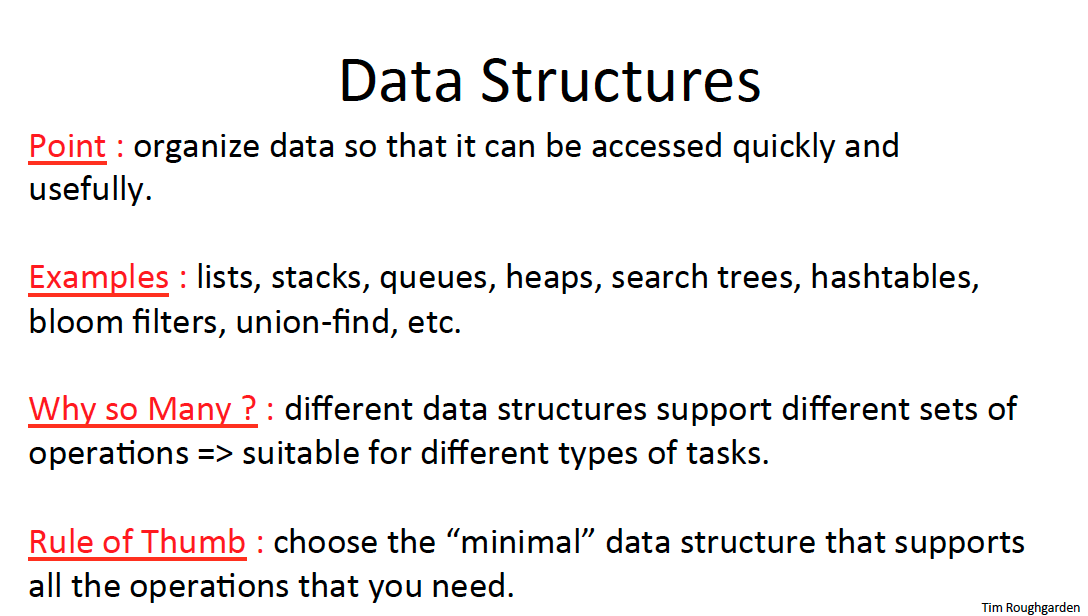 Data Structures
Point : organize data so that it can be accessed quickly and
usefully.
Examples : lists, stacks, queues, heaps, search trees, hashtables,
bloom filters, union-find, etc.
Why so Many ? : different data structures support different sets of
operations => suitable for different types of tasks.
Rule of Thumb : choose the “minimal” data structure that supports
all the operations that you need.
Tim Roughgarden